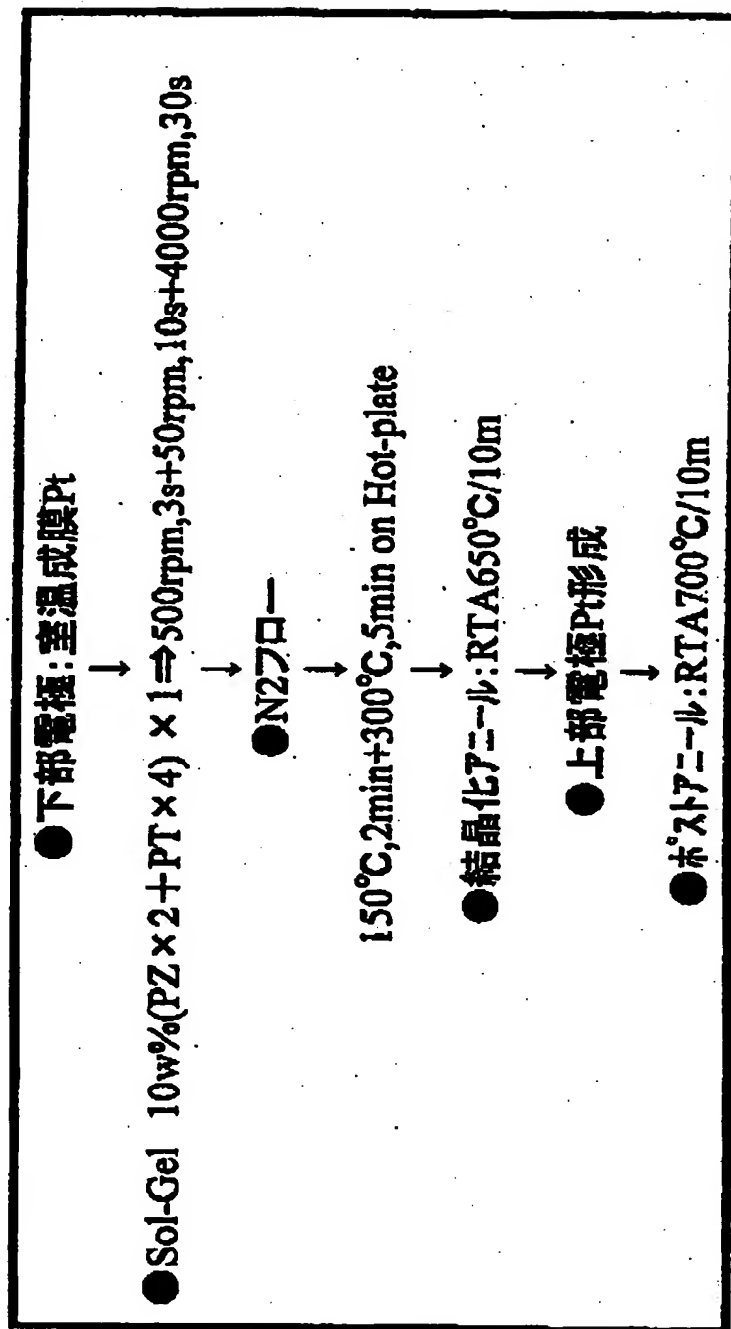 ●下部電極:室温成膜Pt
↓
●Sol-Gel 10w%(PZ×2+PT×4) ×1⇒500rpm,3s+50rpm,10s+4000rpm,30s
↓
●N2フロー
↓
150°C,2min+300°C,5min on Hot-plate
↓
●結晶化アニール:RTA650°C/10m
↓
●上部電極Pt形成
↓
●ポストアニール:RTA700°C/10m